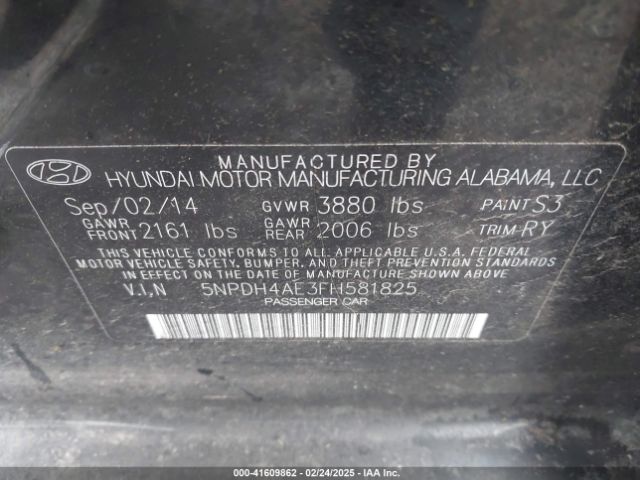 MANUFACTURED BY
HYUNDAI MOTOR MANUFACTURING ALABAMA, LLC
Sep/02/14 GVWR 3880 lbs PAINT S3
GAWR FRONT 2161 lbs GAWR REAR 2006 lbs TRIM RY
THIS VEHICLE CONFORMS TO ALL APPLICABLE U.S.A. FEDERAL
MOTOR VEHICLE SAFETY, BUMPER, AND THEFT PREVENTION STANDARDS
IN EFFECT ON THE DATE OF MANUFACTURE SHOWN ABOVE
V.I,N 5NPDH4AE3FH581825
PASSENGER CAR
000-41609862 - 02/24/2025 - IAA Inc.